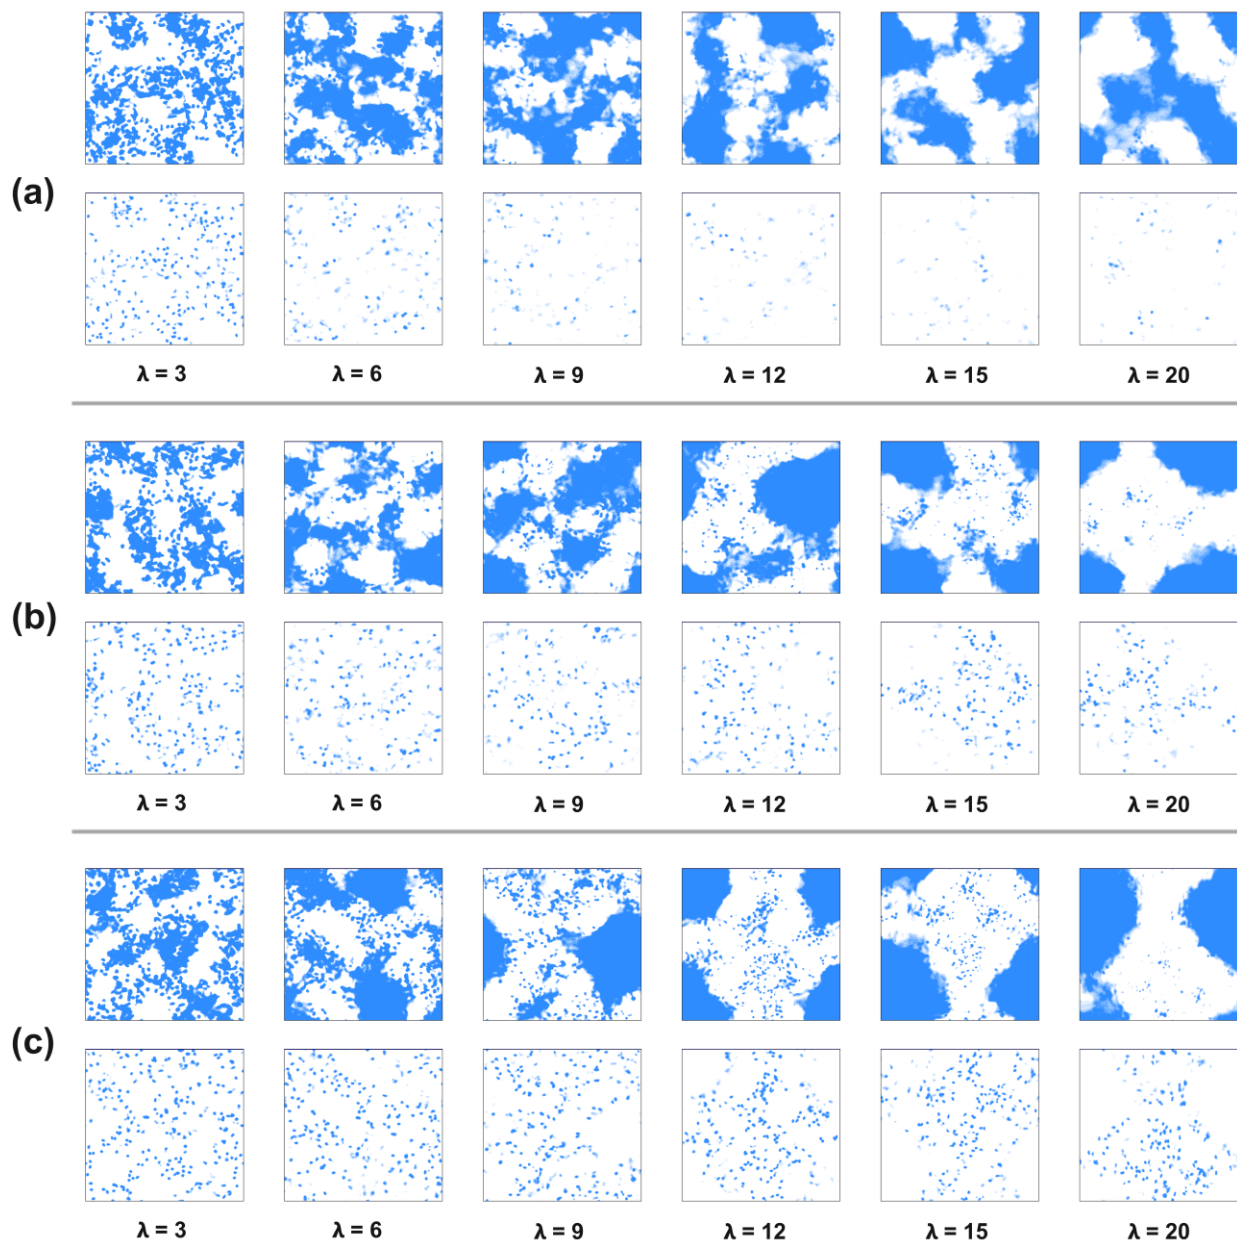 (a)
λ = 3 λ = 6 λ = 9 λ = 12 λ = 15 λ = 20
(b)
λ = 3 λ = 6 λ = 9 λ = 12 λ = 15 λ = 20
(c)
λ = 3 λ = 6 λ = 9 λ = 12 λ = 15 λ = 20